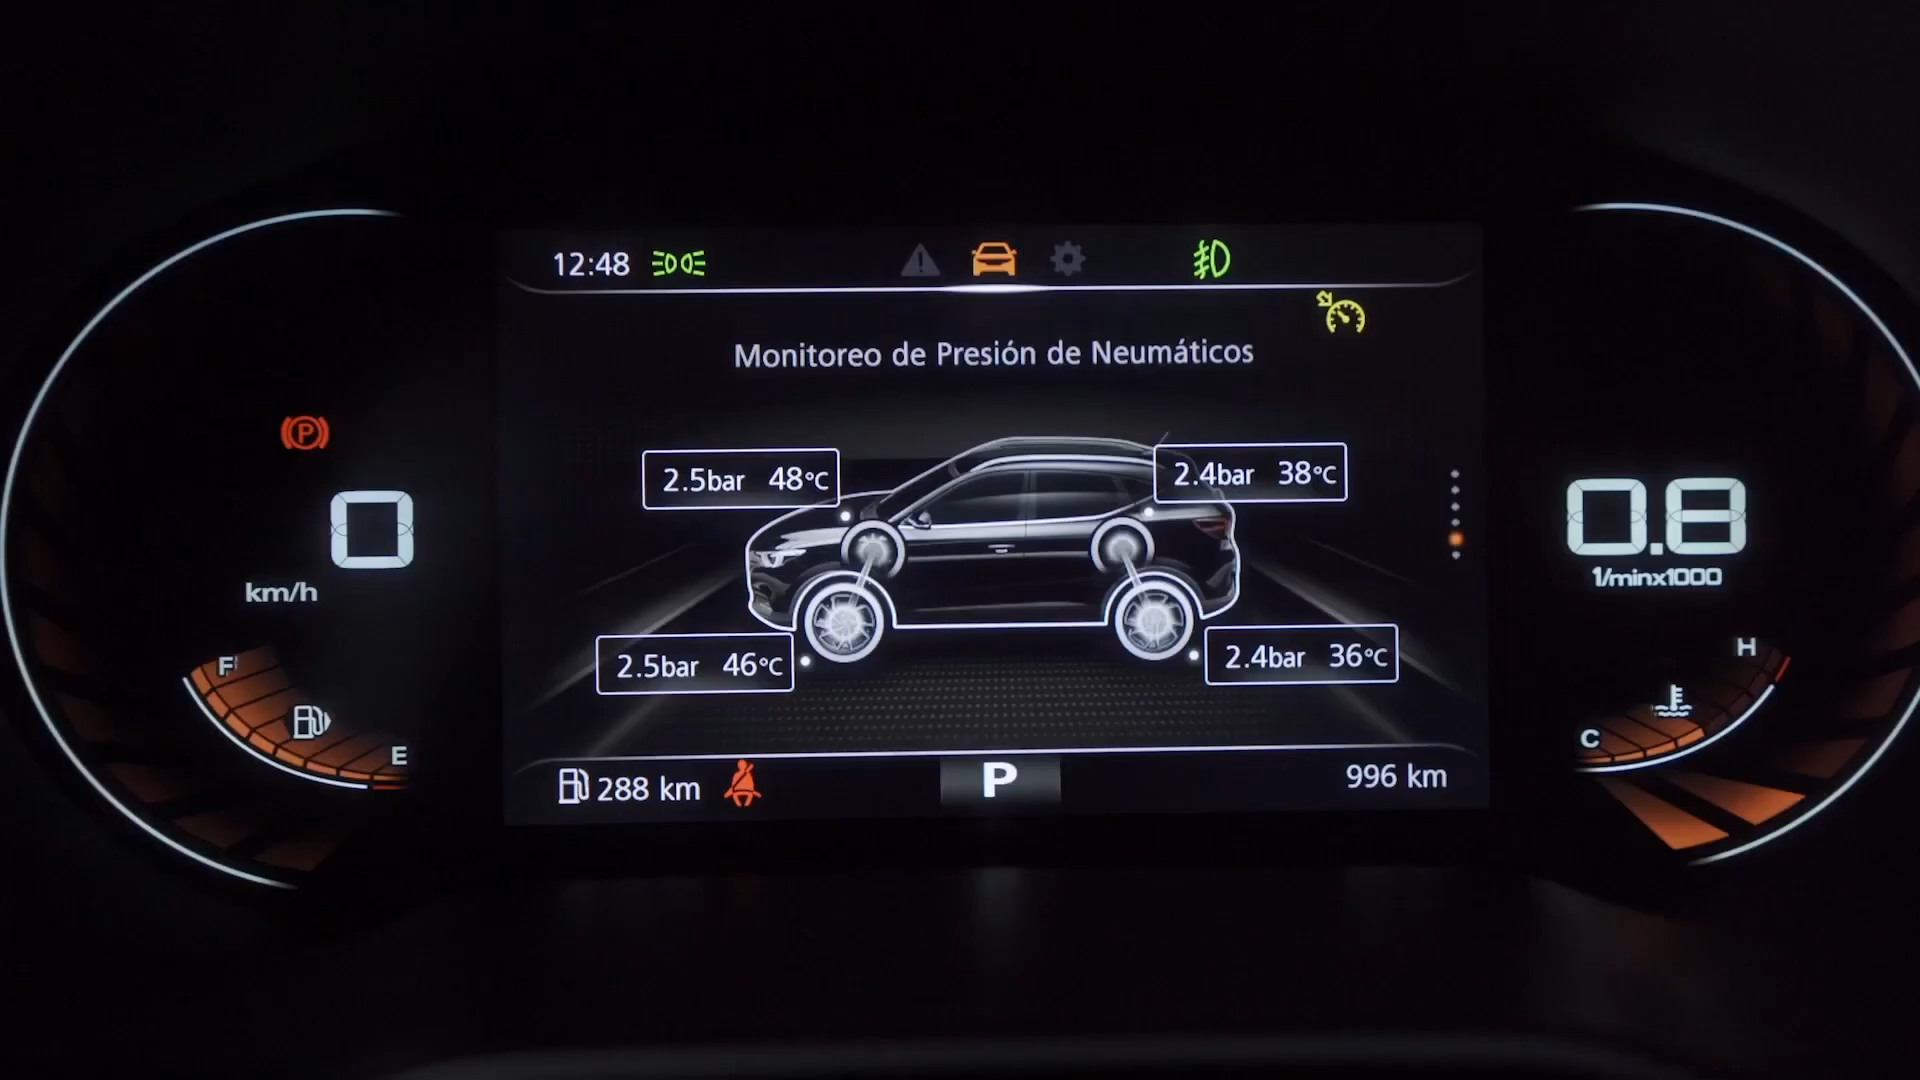 12:48
Monitoreo de Presión de Neumáticos
P
2.5bar 48°C
2.4bar 38°C
0
km/h
0.8
1/minx1000
2.5bar 46°C
2.4bar 36°C
F
E
H
C
288 km
P
996 km